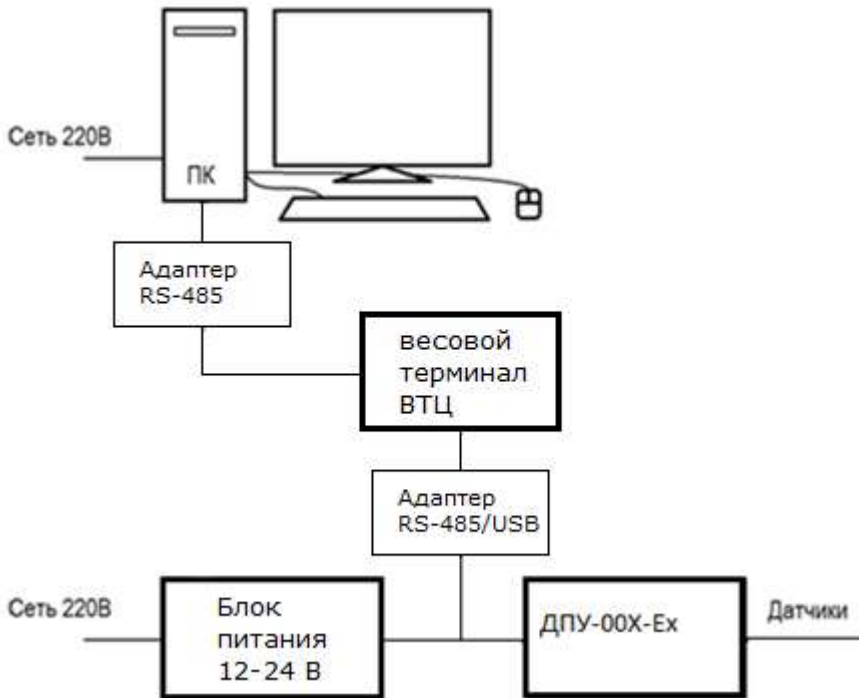 Сеть 220В
ПК
Адаптер
RS-485
весовой
терминал
ВТЦ
Адаптер
RS-485/USB
Сеть 220В
Блок
питания
12-24 В
ДПУ-00X-Ex
Датчики